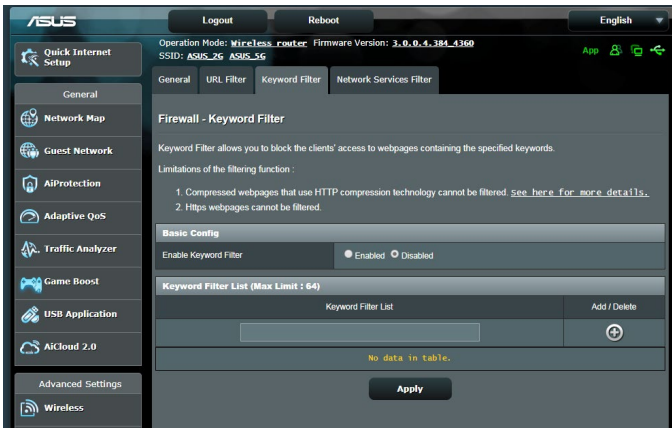 ASUS
Logout
Reboot
English
Quick Internet
Setup
Operation Mode: Wireless router Firmware Version: 3.0.0.4.384_4360
SSID: ASUS_2G ASUS_5G
App
General
URL Filter
Keyword Filter
Network Services Filter
General
Network Map
Guest Network
AiProtection
Adaptive QoS
Traffic Analyzer
Game Boost
USB Application
AiCloud 2.0
Advanced Settings
Wireless
Firewall - Keyword Filter
Keyword Filter allows you to block the clients' access to webpages containing the specified keywords.
Limitations of the filtering function :
1. Compressed webpages that use HTTP compression technology cannot be filtered. See here for more details.
2. Https webpages cannot be filtered.
Basic Config
Enable Keyword Filter
Enabled Disabled
Keyword Filter List (Max Limit : 64)
Keyword Filter List
Add / Delete
No data in table.
Apply